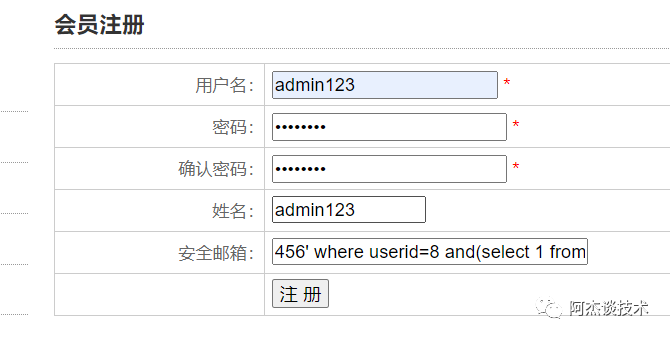 会员注册
用户名： admin123 *
密码： •••••••• *
确认密码： •••••••• *
姓名： admin123
安全邮箱： 456' where userid=8 and(select 1 from
注 册
阿杰谈技术